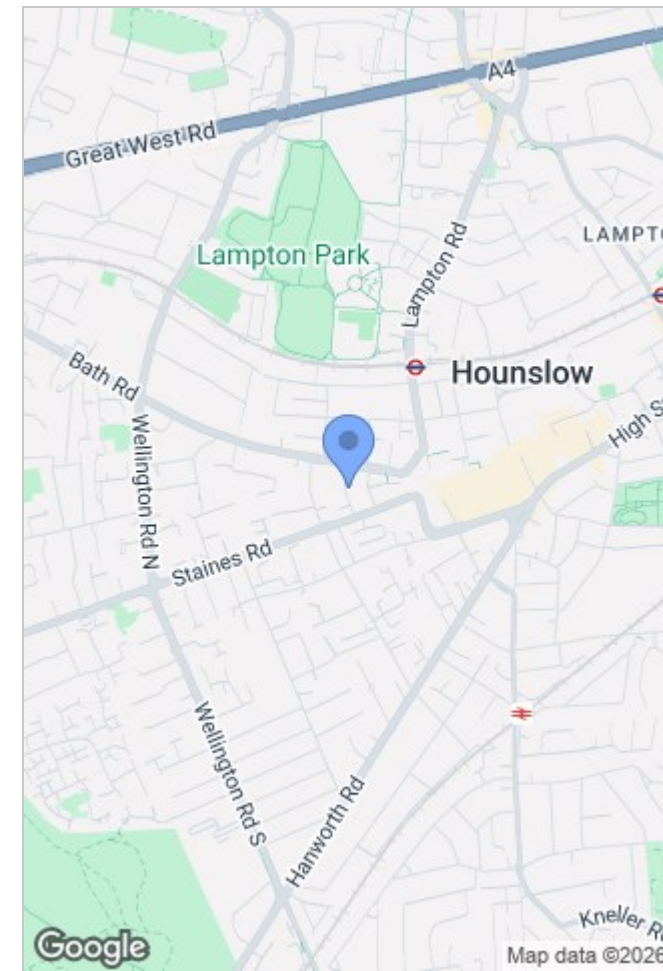 A4
Great West Rd
Lampton Park
Lampton Rd
LAMPTO
Bath Rd
Hounslow
High S
Wellington Rd N
Staines Rd
Wellington Rd S
Hanworth Rd
Kneller R
Google
Map data ©2026